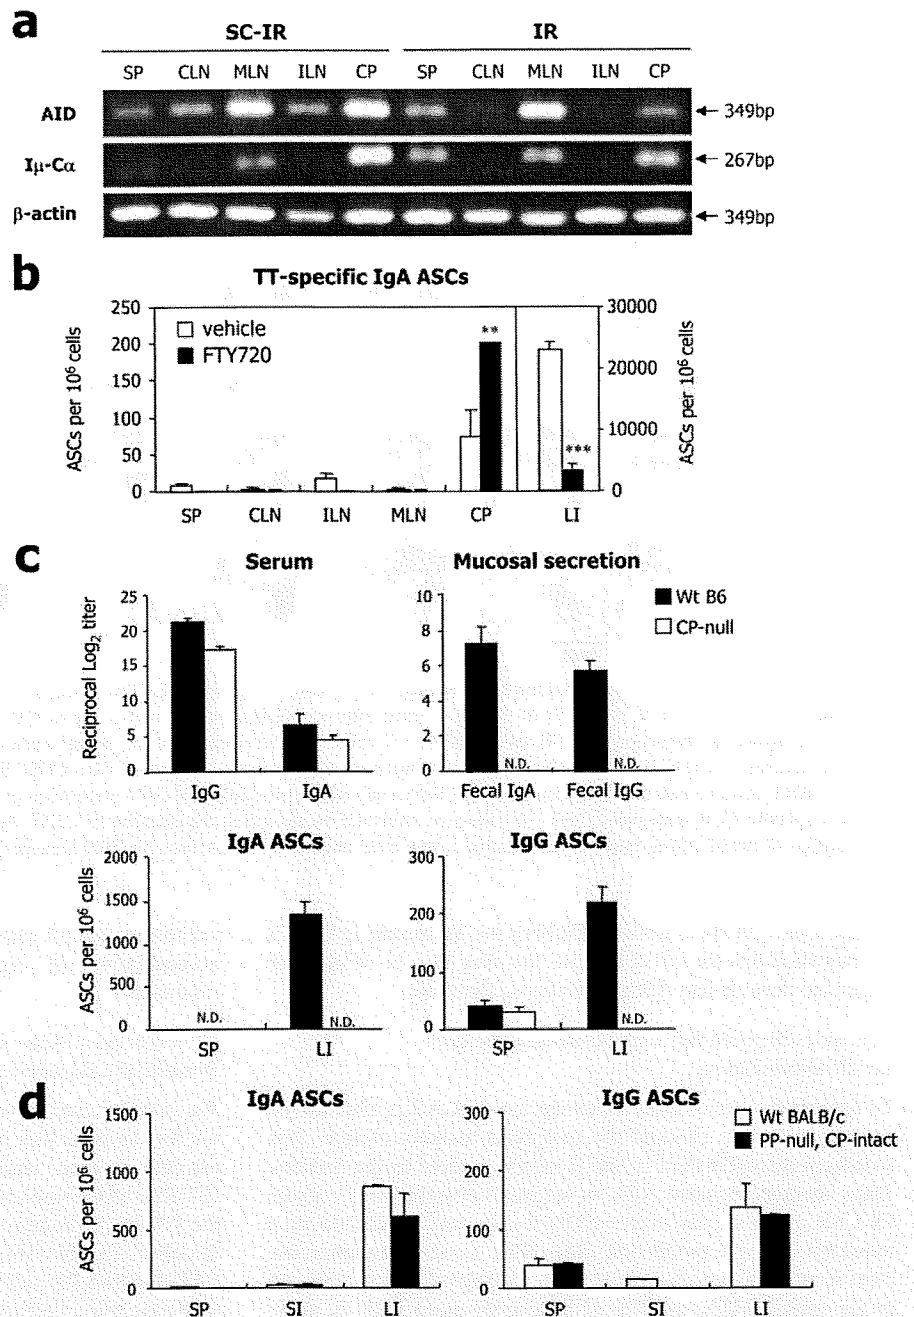 a
SC-IR IR
SP CLN MLN ILN CP SP CLN MLN ILN CP
AID 349bp
Iμ-Cα 267bp
β-actin 349bp
b
TT-specific IgA ASCs
ASCs per 10⁶ cells
250
200
150
100
50
0
vehicle
FTY720
**
***
30000
20000
10000
0
ASCs per 10⁶ cells
SP CLN ILN MLN CP LI
c
Serum
Reciprocal Log₂ titer
25
20
15
10
5
0
IgG IgA
Mucosal secretion
10
8
6
4
2
0
N.D. N.D.
Fecal IgA Fecal IgG
Wt B6
CP-null
IgA ASCs
ASCs per 10⁶ cells
2000
1500
1000
500
0
N.D. N.D.
SP LI
IgG ASCs
300
200
100
0
N.D.
SP LI
d
IgA ASCs
ASCs per 10⁶ cells
1500
1000
500
0
SP SI LI
IgG ASCs
300
200
100
0
Wt BALB/c
PP-null, CP-intact
SP SI LI